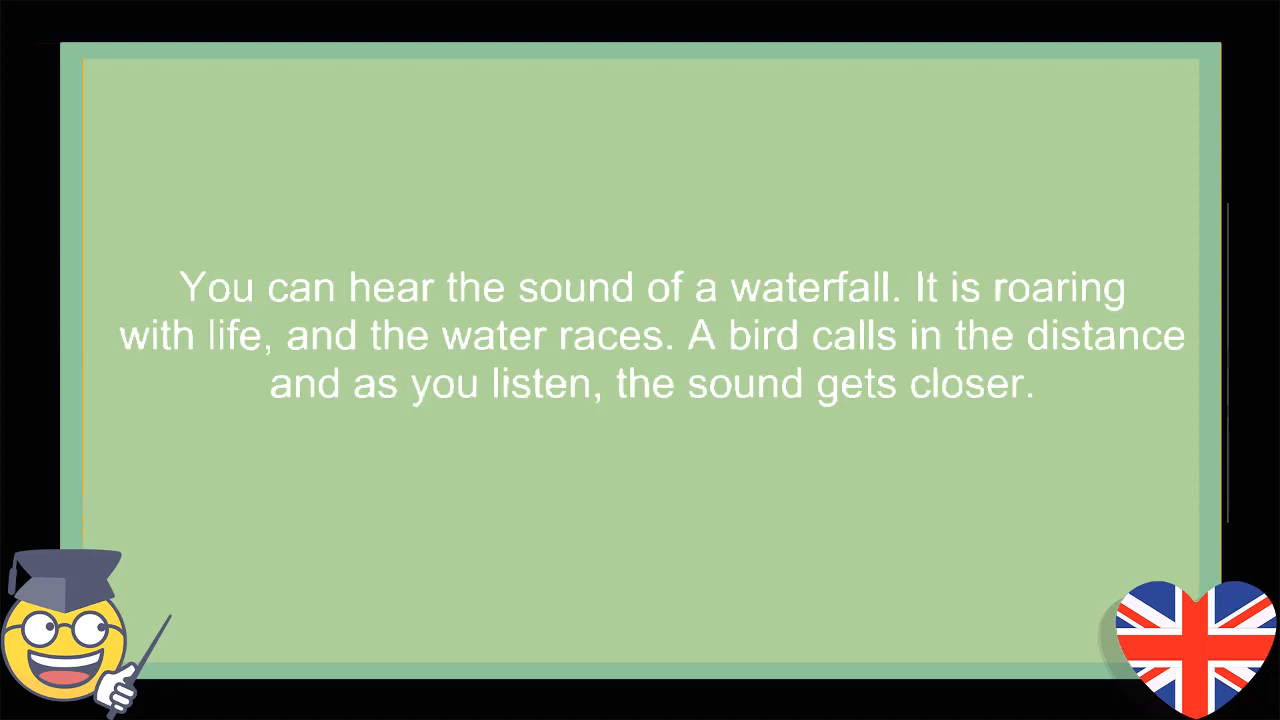 You can hear the sound of a waterfall. It is roaring
with life, and the water races. A bird calls in the distance
and as you listen, the sound gets closer.